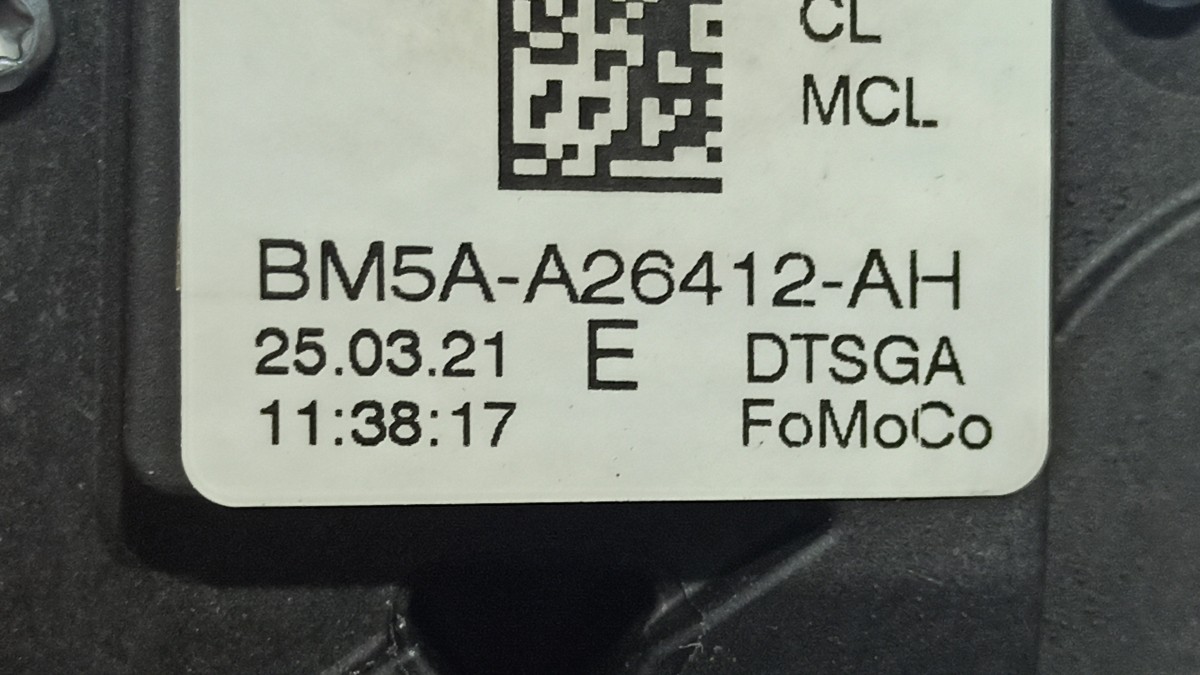 CL
MCL
BM5A-A26412-AH
25.03.21 E DTSGA
11:38:17 FoMoCo